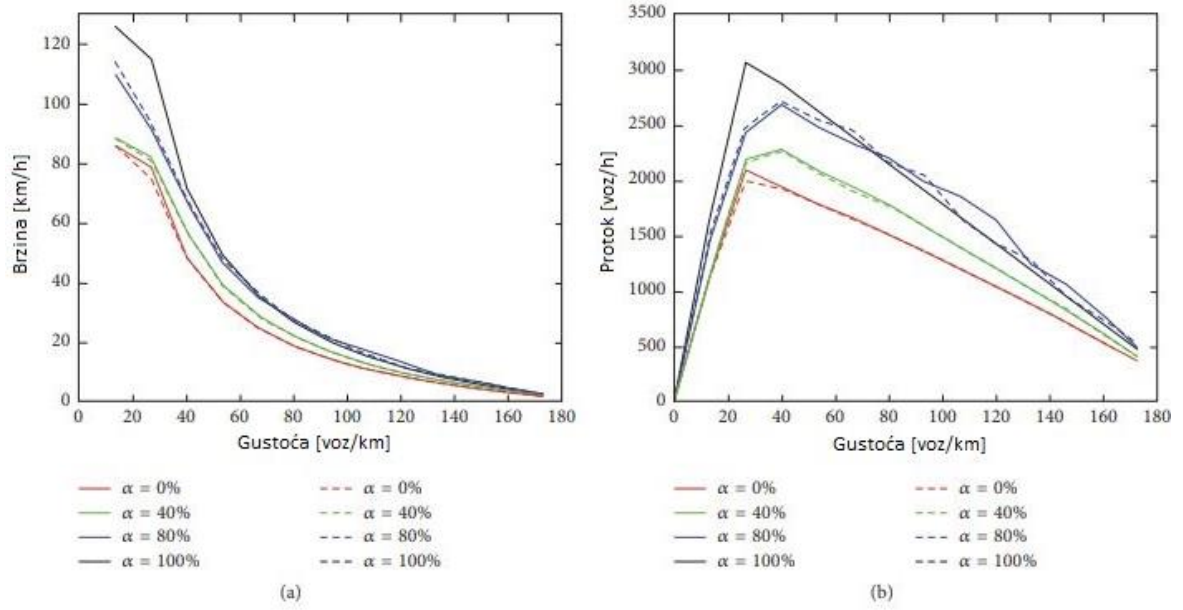 120
100
80
60
40
20
0
Brzina [km/h]
0 20 40 60 80 100 120 140 160 180
Gustoća [voz/km]
α = 0%
α = 40%
α = 80%
α = 100%
α = 0%
α = 40%
α = 80%
α = 100%
(a)
3500
3000
2500
2000
1500
1000
500
0
Protok [voz/h]
0 20 40 60 80 100 120 140 160 180
Gustoća [voz/km]
α = 0%
α = 40%
α = 80%
α = 100%
α = 0%
α = 40%
α = 80%
α = 100%
(b)